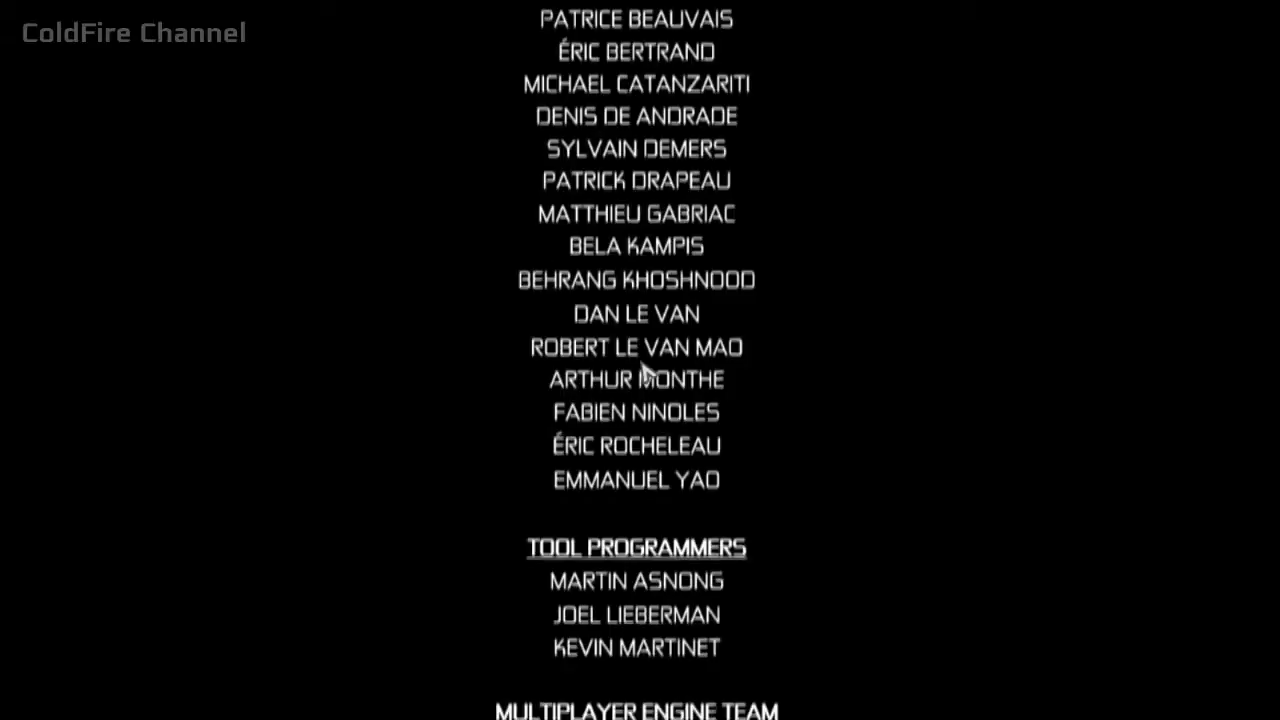 ColdFire Channel
PATRICE BEAUVAIS
ÉRIC BERTRAND
MICHAEL CATANZARITI
DENIS DE ANDRADE
SYLVAIN DEMERS
PATRICK DRAPEAU
MATTHIEU GABRIAC
BELA KAMPIS
BEHRANG KHOSHNOOD
DAN LE VAN
ROBERT LE VAN MAO
ARTHUR MONTHE
FABIEN NINOLES
ÉRIC ROCHELEAU
EMMANUEL YAO
TOOL PROGRAMMERS
MARTIN ASNONG
JOEL LIEBERMAN
KEVIN MARTINET
MULTIPLAYER ENGINE TEAM